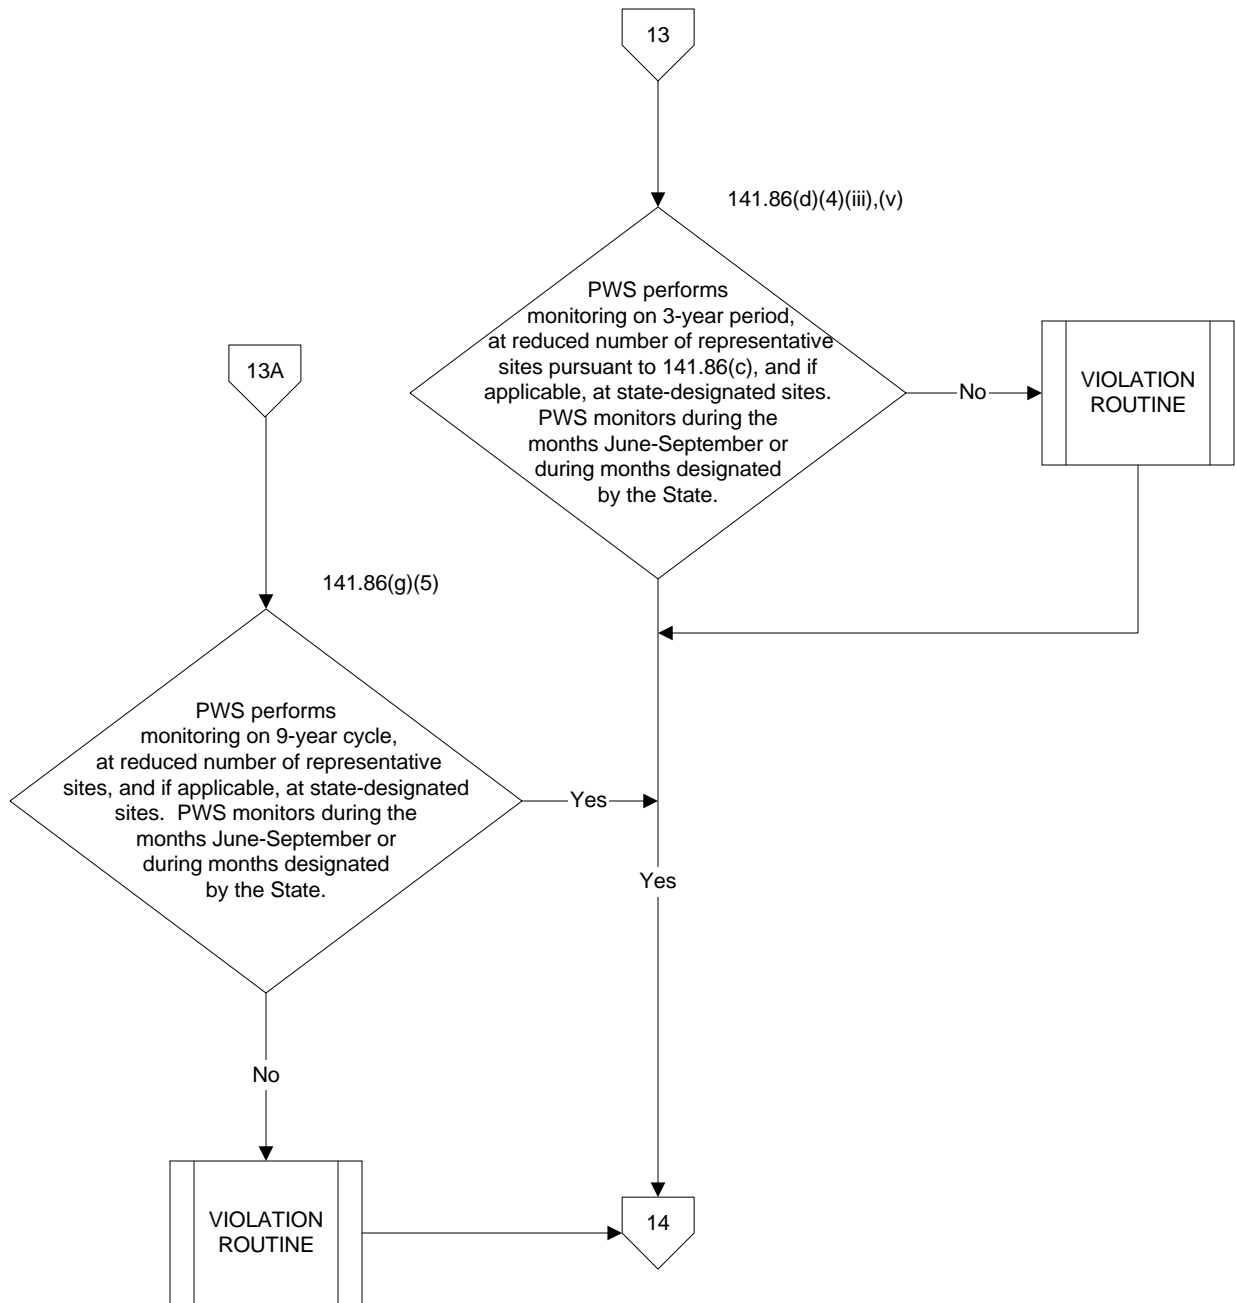 13
141.86(d)(4)(iii),(v)
PWS performs
monitoring on 3-year period,
at reduced number of representative
sites pursuant to 141.86(c), and if
applicable, at state-designated sites.
PWS monitors during the
months June-September or
during months designated
by the State.
No
VIOLATION
ROUTINE
13A
141.86(g)(5)
PWS performs
monitoring on 9-year cycle,
at reduced number of representative
sites, and if applicable, at state-designated
sites.  PWS monitors during the
months June-September or
during months designated
by the State.
Yes
Yes
No
VIOLATION
ROUTINE
14